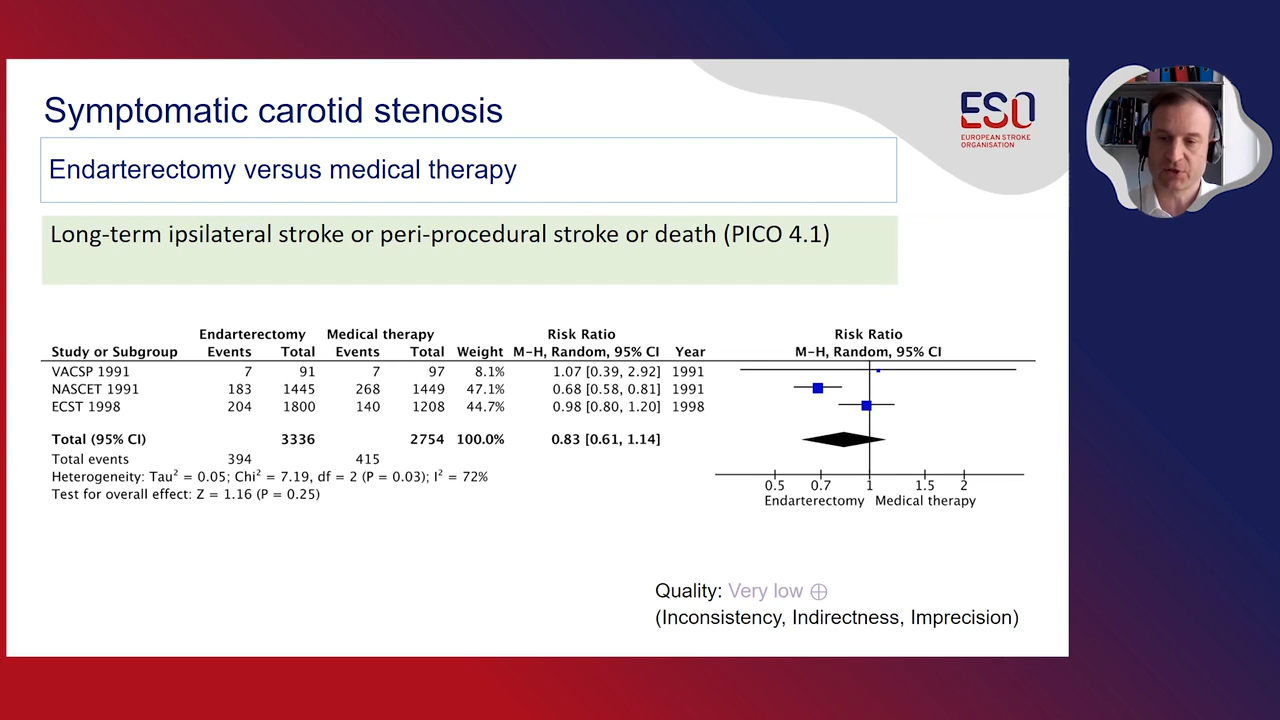 Symptomatic carotid stenosis
ESO
EUROPEAN STROKE
ORGANISATION
Endarterectomy versus medical therapy
Long-term ipsilateral stroke or peri-procedural stroke or death (PICO 4.1)
Endarterectomy Medical therapy Risk Ratio Risk Ratio
Study or Subgroup Events Total Events Total Weight M-H, Random, 95% CI Year M-H, Random, 95% CI
VACSP 1991 7 91 7 97 8.1% 1.07 [0.39, 2.92] 1991
NASCET 1991 183 1445 268 1449 47.1% 0.68 [0.58, 0.81] 1991
ECST 1998 204 1800 140 1208 44.7% 0.98 [0.80, 1.20] 1998
Total (95% CI) 3336 2754 100.0% 0.83 [0.61, 1.14]
Total events 394 415
Heterogeneity: Tau² = 0.05; Chi² = 7.19, df = 2 (P = 0.03); I² = 72%
Test for overall effect: Z = 1.16 (P = 0.25)
0.5 0.7 1 1.5 2
Endarterectomy Medical therapy
Quality: Very low ⊕
(Inconsistency, Indirectness, Imprecision)